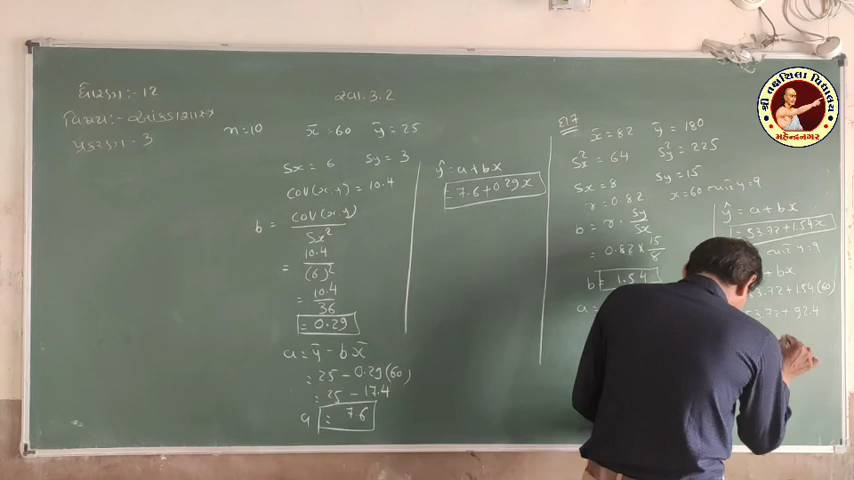 ધોરણ :- 12
વિષય :- આંકડાશાસ્ત્ર
પ્રકરણ :- 3
સ્વા. 3.2
n=10 x̄ = 60 ȳ = 25
Sx = 6 Sy = 3
COV(x,y) = 10.4
b = COV(x,y) / Sx²
= 10.4 / (6)²
= 10.4 / 36
= 0.29
a = ȳ - bx̄
= 25 - 0.29(60)
= 25 - 17.4
a = 7.6
ŷ = a + bx
= 7.6 + 0.29x
x̄ = 82 ȳ = 180
Sx² = 64 Sy² = 225
Sx = 8 Sy = 15
r = 0.82 x = 60 y = ?
b = r · Sy / Sx
= 0.82 × 15 / 8
b = 1.54
a =
ŷ = a + bx
= 53.72 + 1.54x
y = ?
+ bx
53.72 + 1.54(60)
53.72 + 92.4
શ્રી તક્ષશિલા વિદ્યાલય
મહેન્દ્રનગર